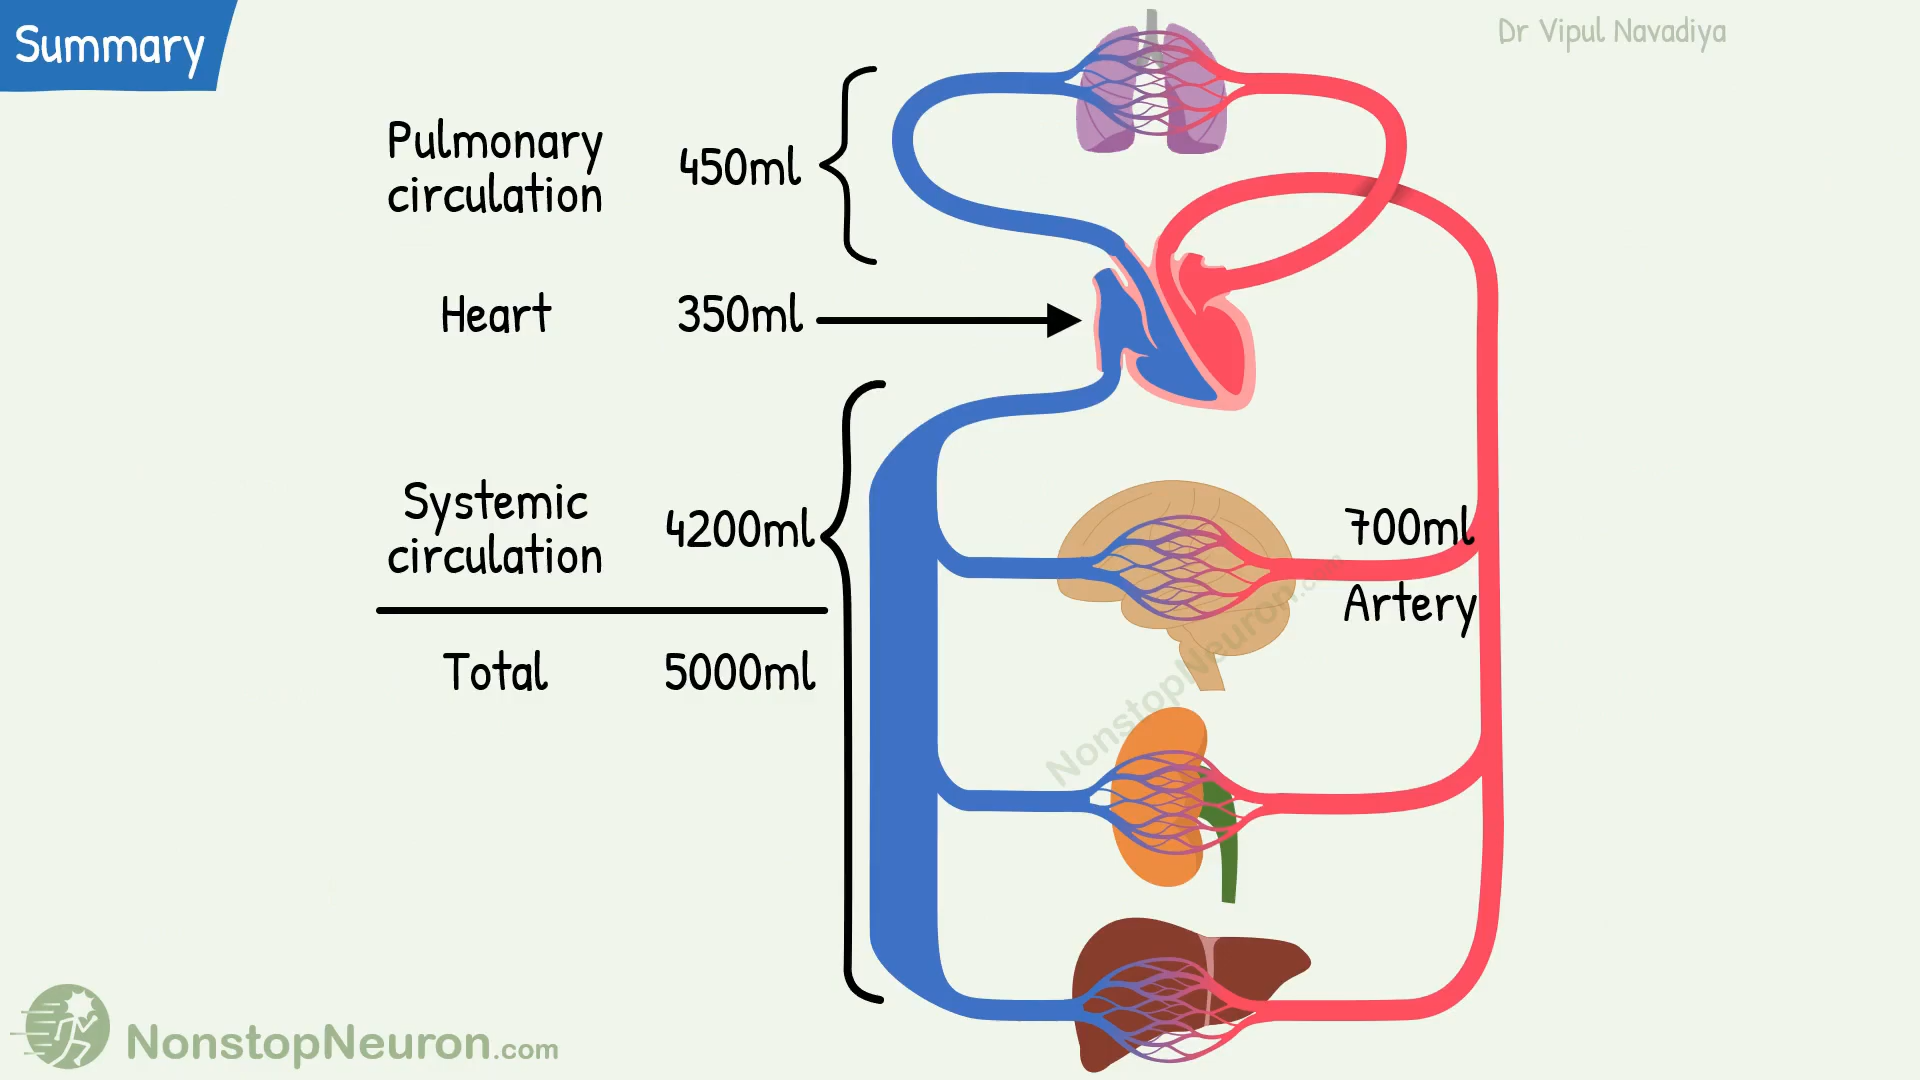 Summary
Dr Vipul Navadiya
Pulmonary
circulation
450ml
Heart
350ml
Systemic
circulation
4200ml
700ml
Artery
Total
5000ml
NonstopNeuron.com
NonstopNeuron.com